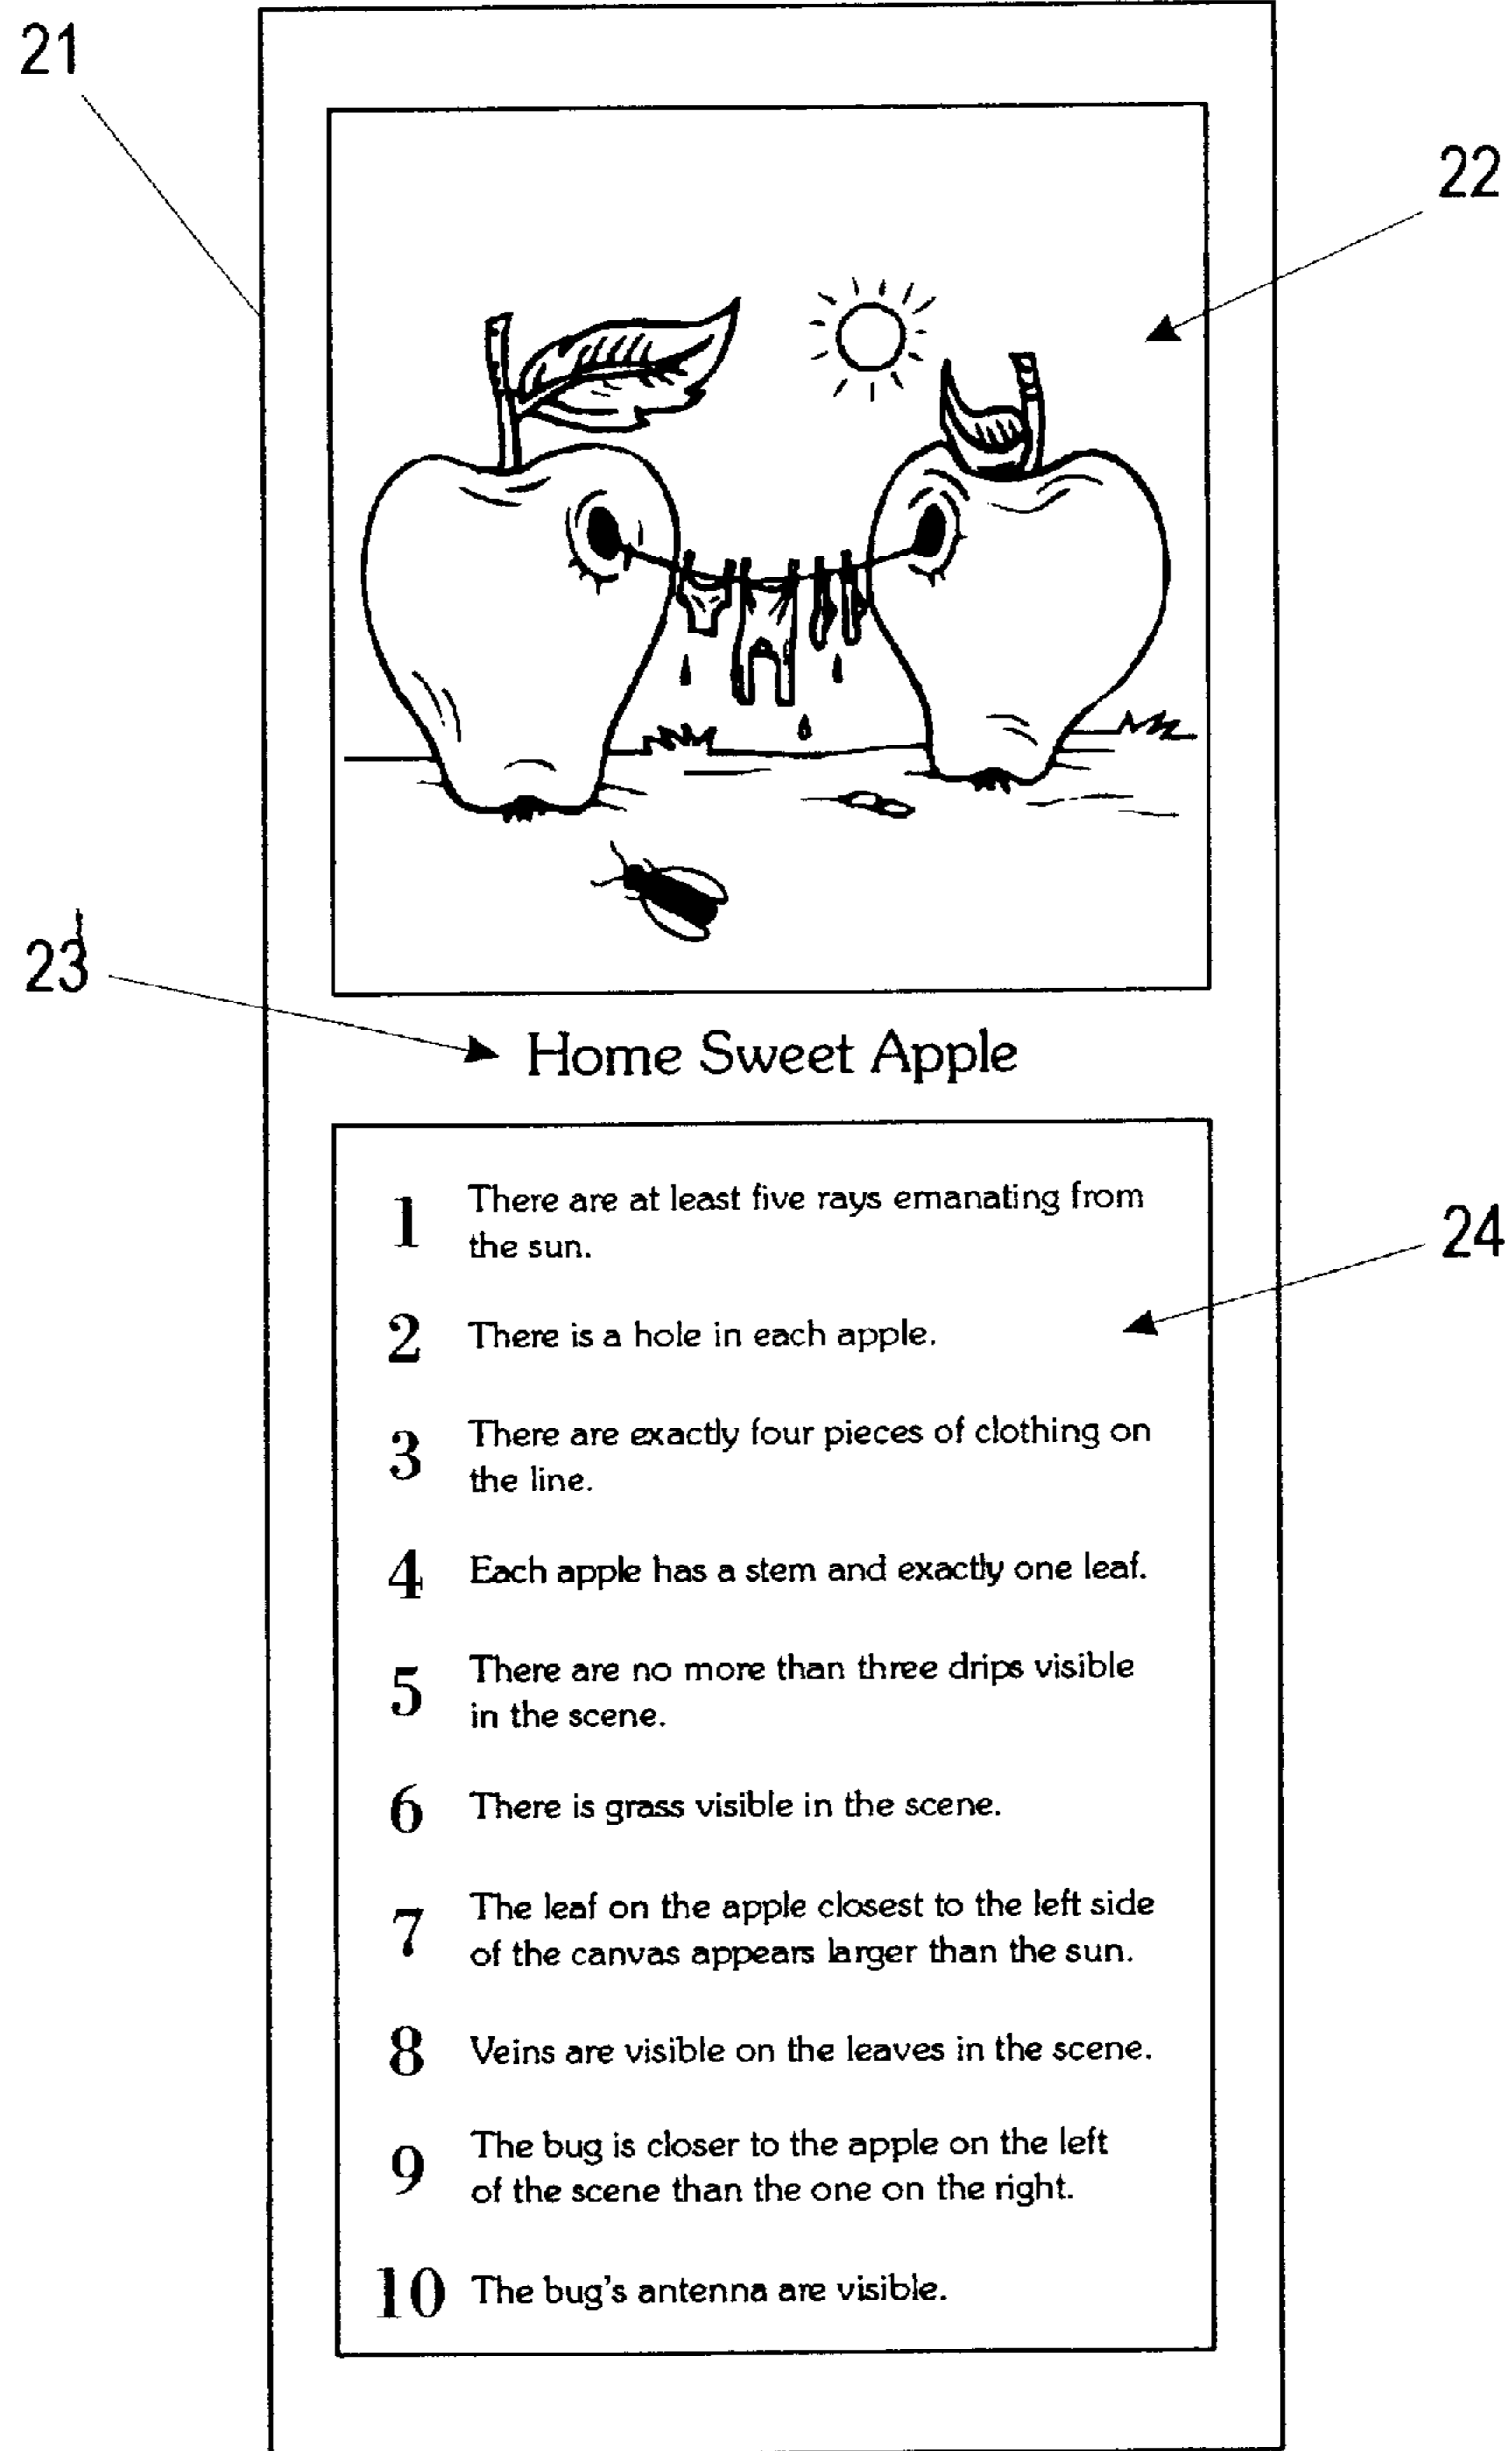 21
22
23
Home Sweet Apple
1 There are at least five rays emanating from
the sun.
24
2 There is a hole in each apple.
3 There are exactly four pieces of clothing on
the line.
4 Each apple has a stem and exactly one leaf.
5 There are no more than three drips visible
in the scene.
6 There is grass visible in the scene.
7 The leaf on the apple closest to the left side
of the canvas appears larger than the sun.
8 Veins are visible on the leaves in the scene.
9 The bug is closer to the apple on the left
of the scene than the one on the right.
10 The bug's antenna are visible.